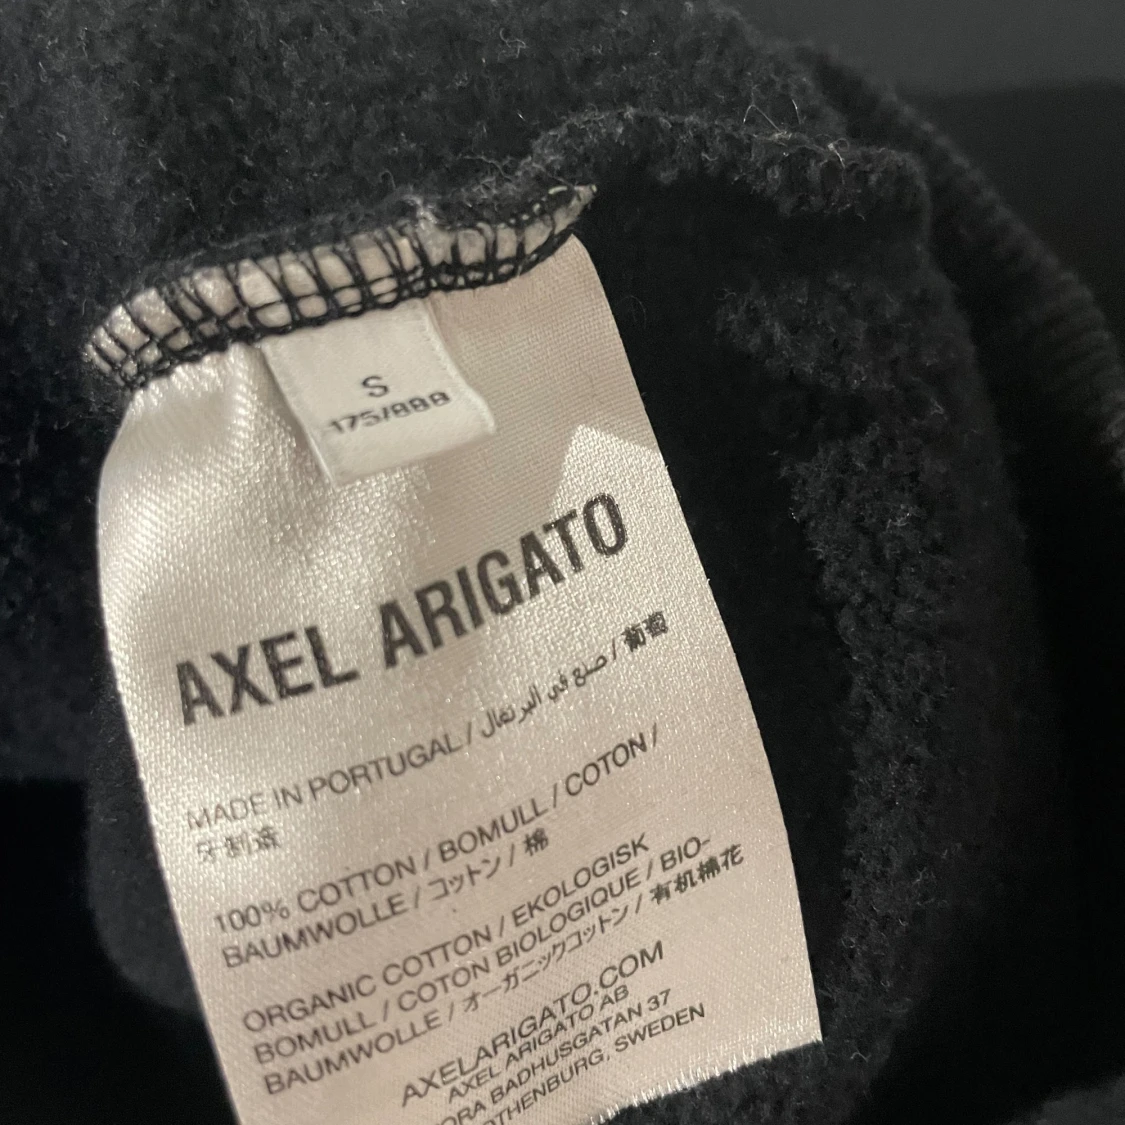 S
175/88B
AXEL ARIGATO
MADE IN PORTUGAL / صنع في البرتغال / 葡萄
牙制造
100% COTTON / BOMULL / COTON /
BAUMWOLLE / コットン / 棉
ORGANIC COTTON / EKOLOGISK
BOMULL / COTON BIOLOGIQUE / BIO-
BAUMWOLLE / オーガニックコットン / 有机棉花
AXELARIGATO.COM
AXEL ARIGATO AB
ORA BADHUSGATAN 37
OTHENBURG, SWEDEN